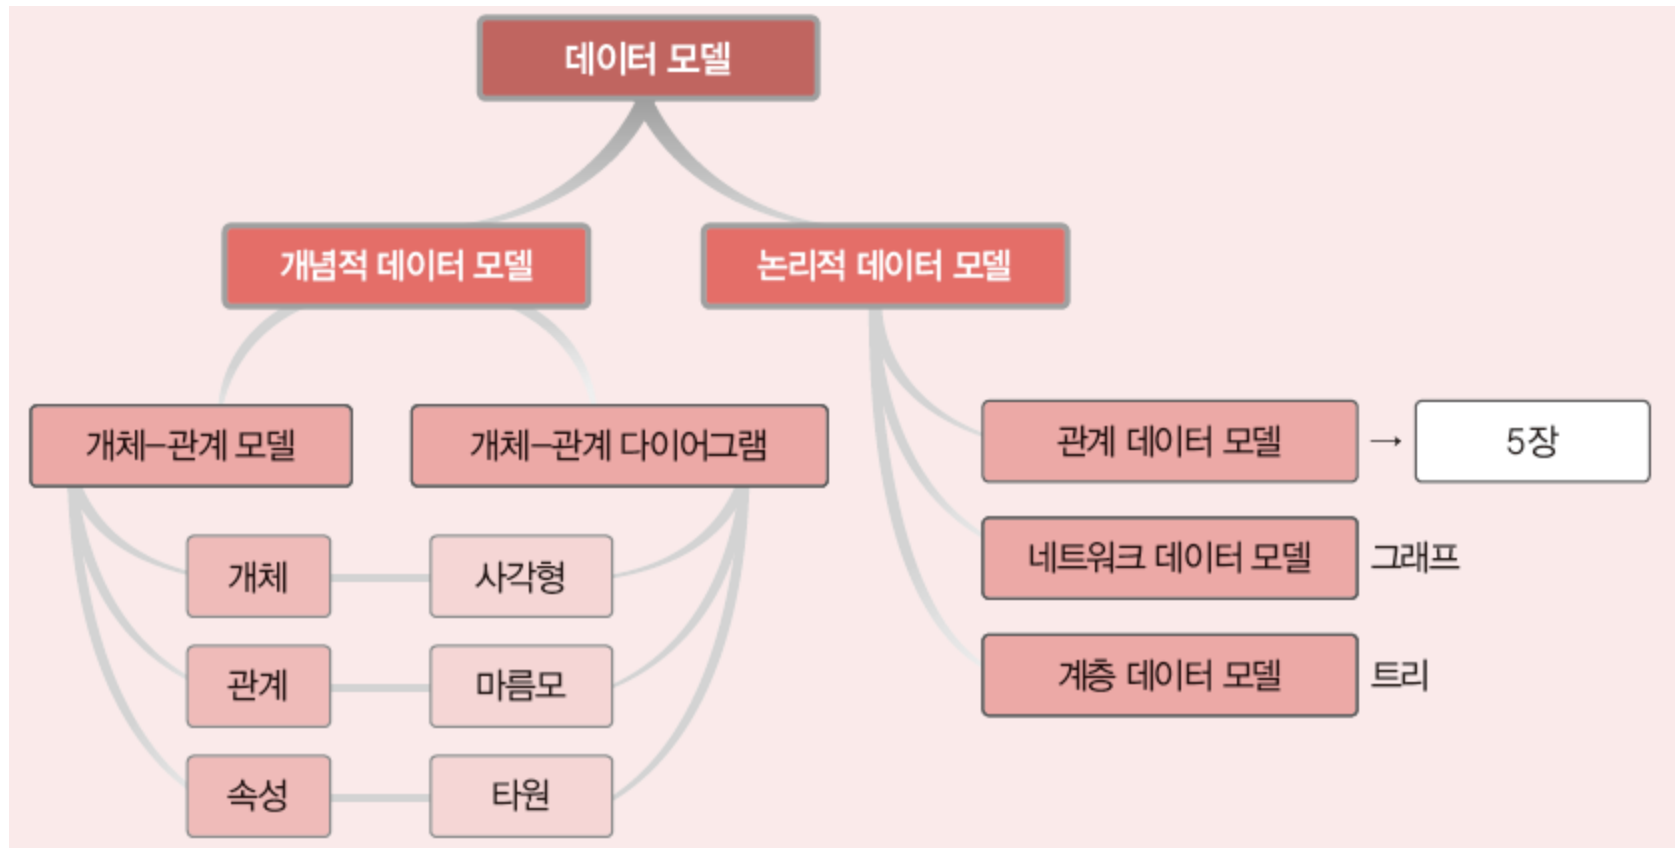 데이터 모델
개념적 데이터 모델
논리적 데이터 모델
개체-관계 모델
개체-관계 다이어그램
개체
사각형
관계
마름모
속성
타원
관계 데이터 모델 → 5장
네트워크 데이터 모델 그래프
계층 데이터 모델 트리